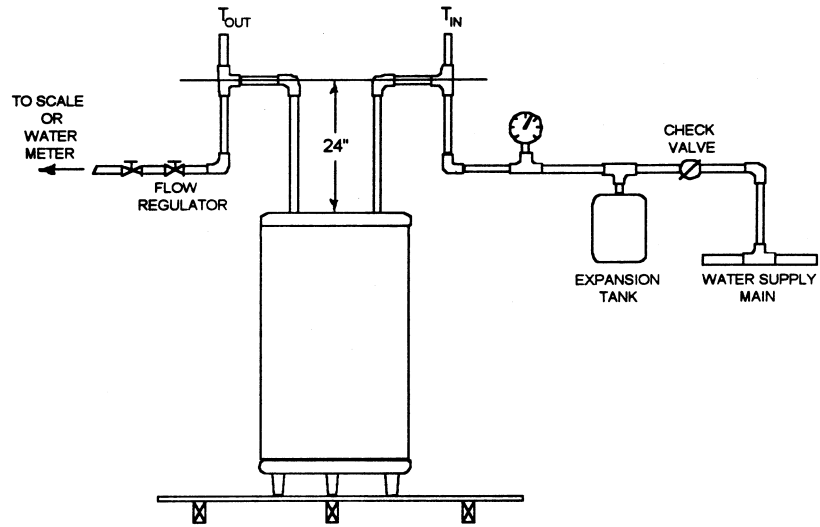 TOUT
TIN
TO SCALE
OR
WATER
METER
24"
FLOW
REGULATOR
CHECK
VALVE
EXPANSION
TANK
WATER SUPPLY
MAIN